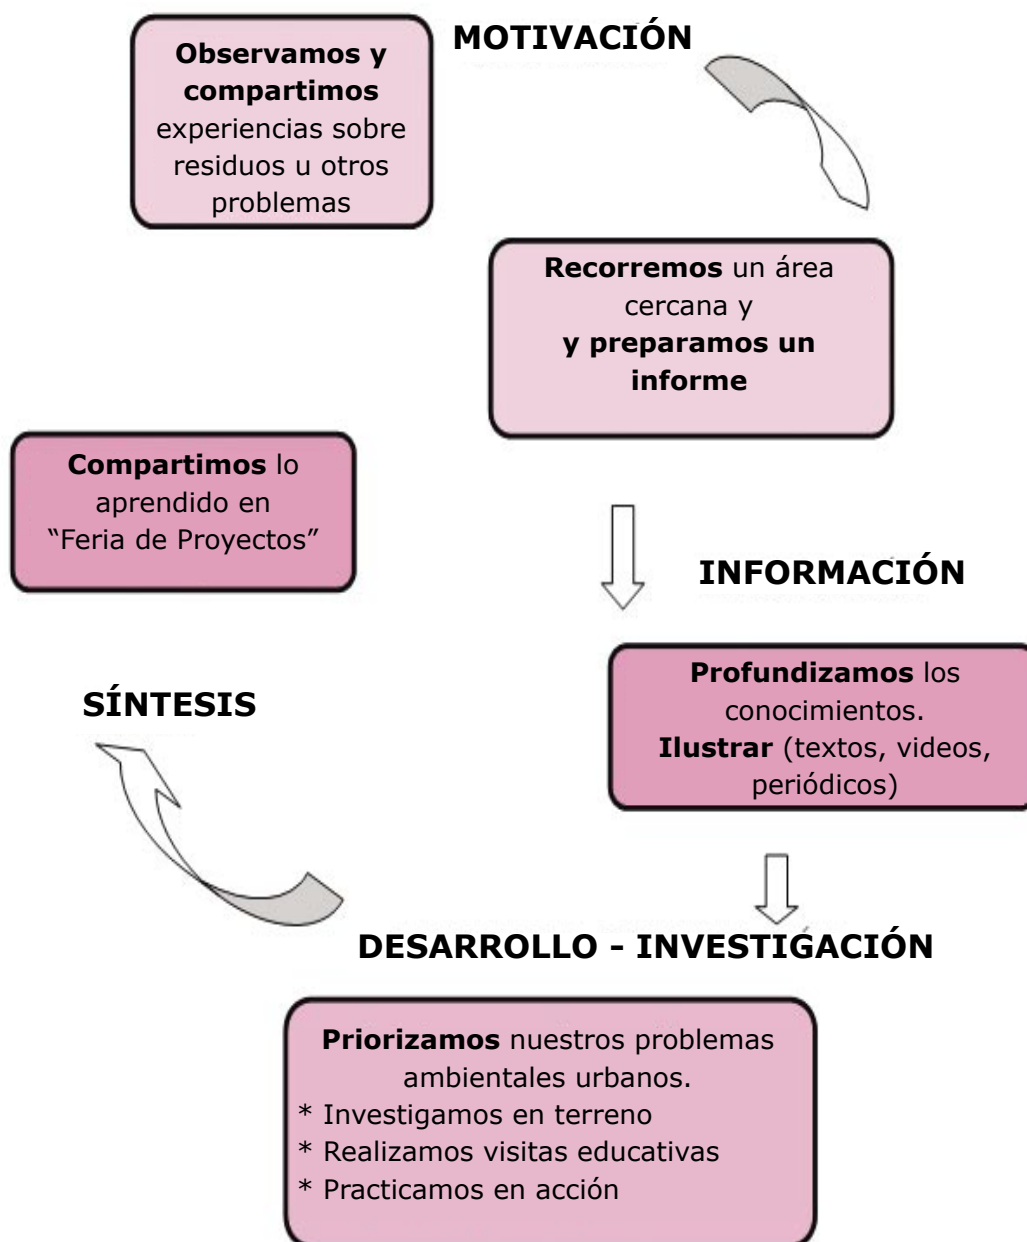 MOTIVACIÓN
Observamos y
compartimos
experiencias sobre
residuos u otros
problemas
Recorremos un área
cercana y
y preparamos un
informe
INFORMACIÓN
Profundizamos los
conocimientos.
Ilustrar (textos, videos,
periódicos)
DESARROLLO - INVESTIGACIÓN
Priorizamos nuestros problemas
ambientales urbanos.
* Investigamos en terreno
* Realizamos visitas educativas
* Practicamos en acción
SÍNTESIS
Compartimos lo
aprendido en
“Feria de Proyectos”